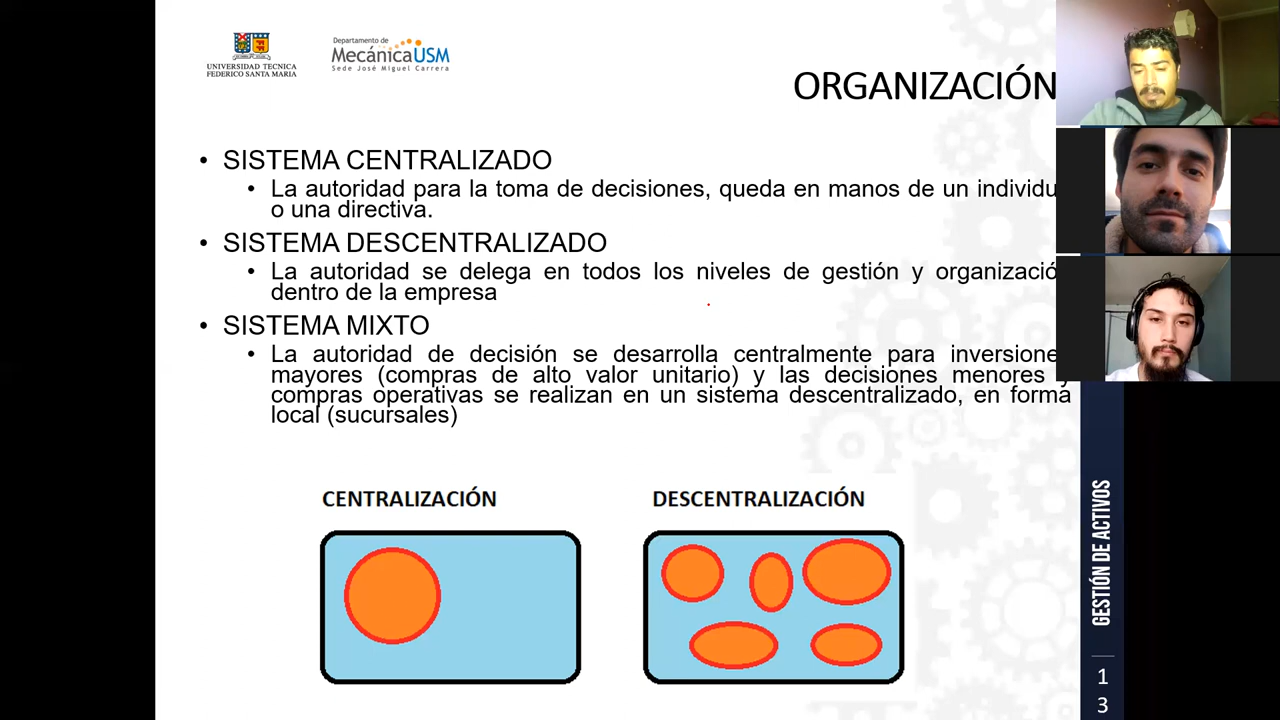 UNIVERSIDAD TECNICA
FEDERICO SANTA MARIA
Departamento de
MecánicaUSM
Sede José Miguel Carrera
ORGANIZACIÓN
• SISTEMA CENTRALIZADO
• La autoridad para la toma de decisiones, queda en manos de un individu
o una directiva.
• SISTEMA DESCENTRALIZADO
• La autoridad se delega en todos los niveles de gestión y organizació
dentro de la empresa
• SISTEMA MIXTO
• La autoridad de decisión se desarrolla centralmente para inversione
mayores (compras de alto valor unitario) y las decisiones menores y
compras operativas se realizan en un sistema descentralizado, en forma
local (sucursales)
CENTRALIZACIÓN
DESCENTRALIZACIÓN
GESTIÓN DE ACTIVOS
1
3